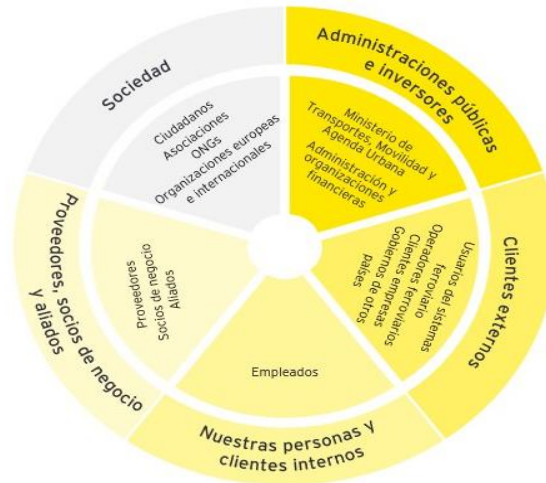 Sociedad
Ciudadanos
Asociaciones
ONGs
Organizaciones europeas
e internacionales
Administraciones públicas
e inversores
Ministerio de
Transportes, Movilidad y
Agenda Urbana
Administración y
organizaciones
financieras
Clientes externos
Usuarios del sistemas
ferroviario
Operadores ferroviarios
Clientes empresas
Gobiernos de otros
países
Nuestras personas y
clientes internos
Empleados
Proveedores, socios de negocio
y aliados
Proveedores
Socios de negocio
Aliados